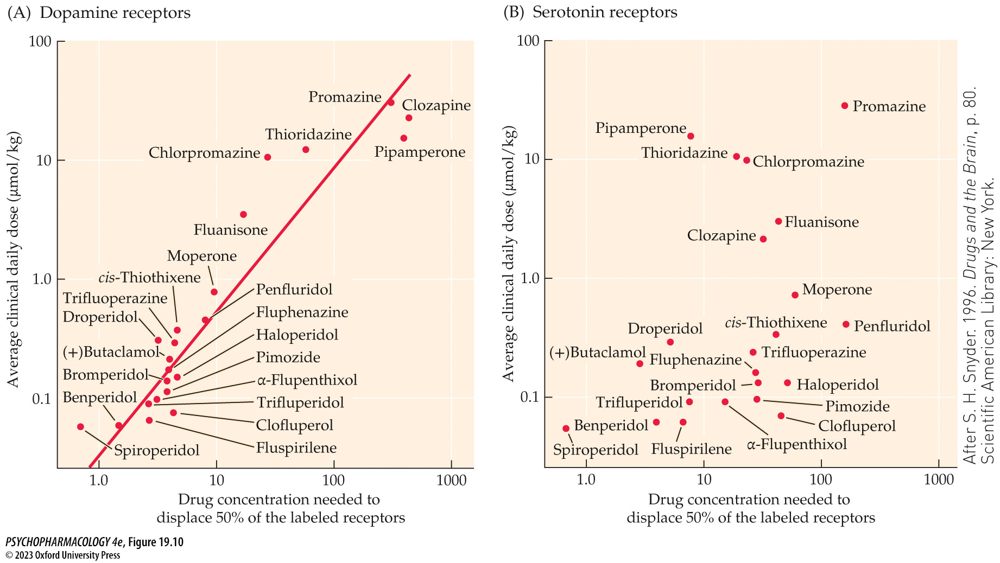 (A) Dopamine receptors
100
10
1.0
0.1
Average clinical daily dose (μmol/kg)
Promazine
Clozapine
Thioridazine
Chlorpromazine
Pipamperone
Fluanisone
Moperone
cis-Thiothixene
Trifluoperazine
Droperidol
(+)Butaclamol
Bromperidol
Benperidol
Penfluridol
Fluphenazine
Haloperidol
Pimozide
α-Flupenthixol
Trifluperidol
Clofluperol
Fluspirilene
Spiroperidol
1.0 10 100 1000
Drug concentration needed to
displace 50% of the labeled receptors
(B) Serotonin receptors
100
10
1.0
0.1
Average clinical daily dose (μmol/kg)
Promazine
Pipamperone
Thioridazine
Chlorpromazine
Fluanisone
Clozapine
Moperone
cis-Thiothixene
Penfluridol
Droperidol
(+)Butaclamol
Trifluoperazine
Fluphenazine
Bromperidol
Haloperidol
Trifluperidol
Pimozide
Benperidol
Clofluperol
Spiroperidol
Fluspirilene
α-Flupenthixol
1.0 10 100 1000
Drug concentration needed to
displace 50% of the labeled receptors
After S. H. Snyder. 1996. Drugs and the Brain, p. 80.
Scientific American Library: New York.
PSYCHOPHARMACOLOGY 4e, Figure 19.10
© 2023 Oxford University Press